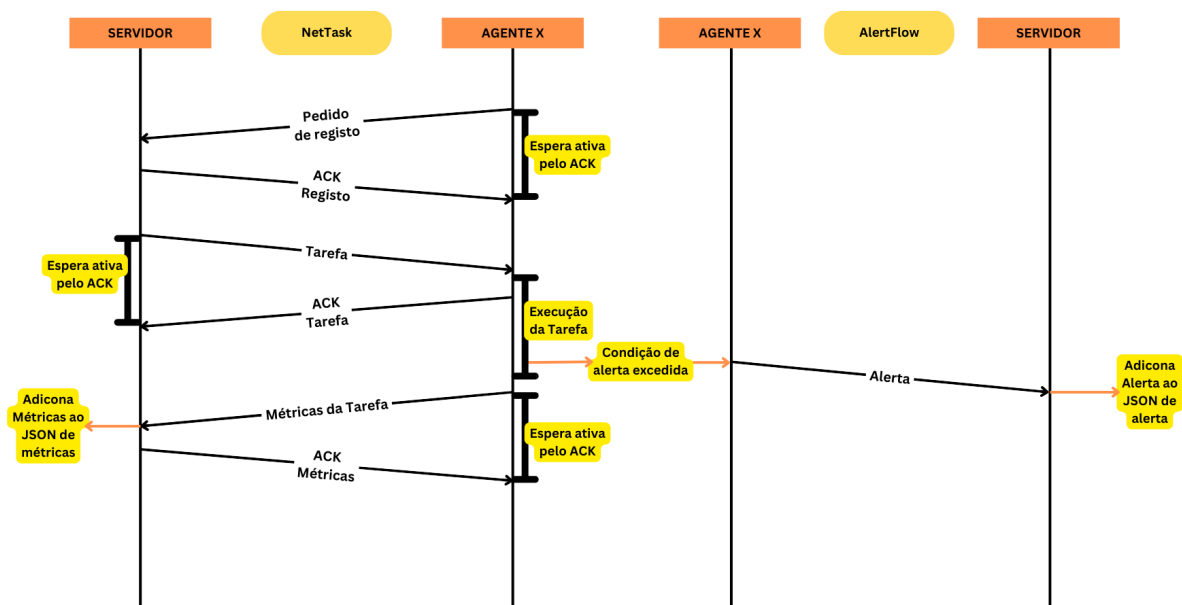 SERVIDOR
NetTask
AGENTE X
AGENTE X
AlertFlow
SERVIDOR
Pedido
de registo
Espera ativa
pelo ACK
ACK
Registo
Tarefa
Espera ativa
pelo ACK
ACK
Tarefa
Execução
da Tarefa
Condição de
alerta excedida
Alerta
Adicona
Alerta ao
JSON de
alerta
Adicona
Métricas ao
JSON de
métricas
Métricas da Tarefa
Espera ativa
pelo ACK
ACK
Métricas